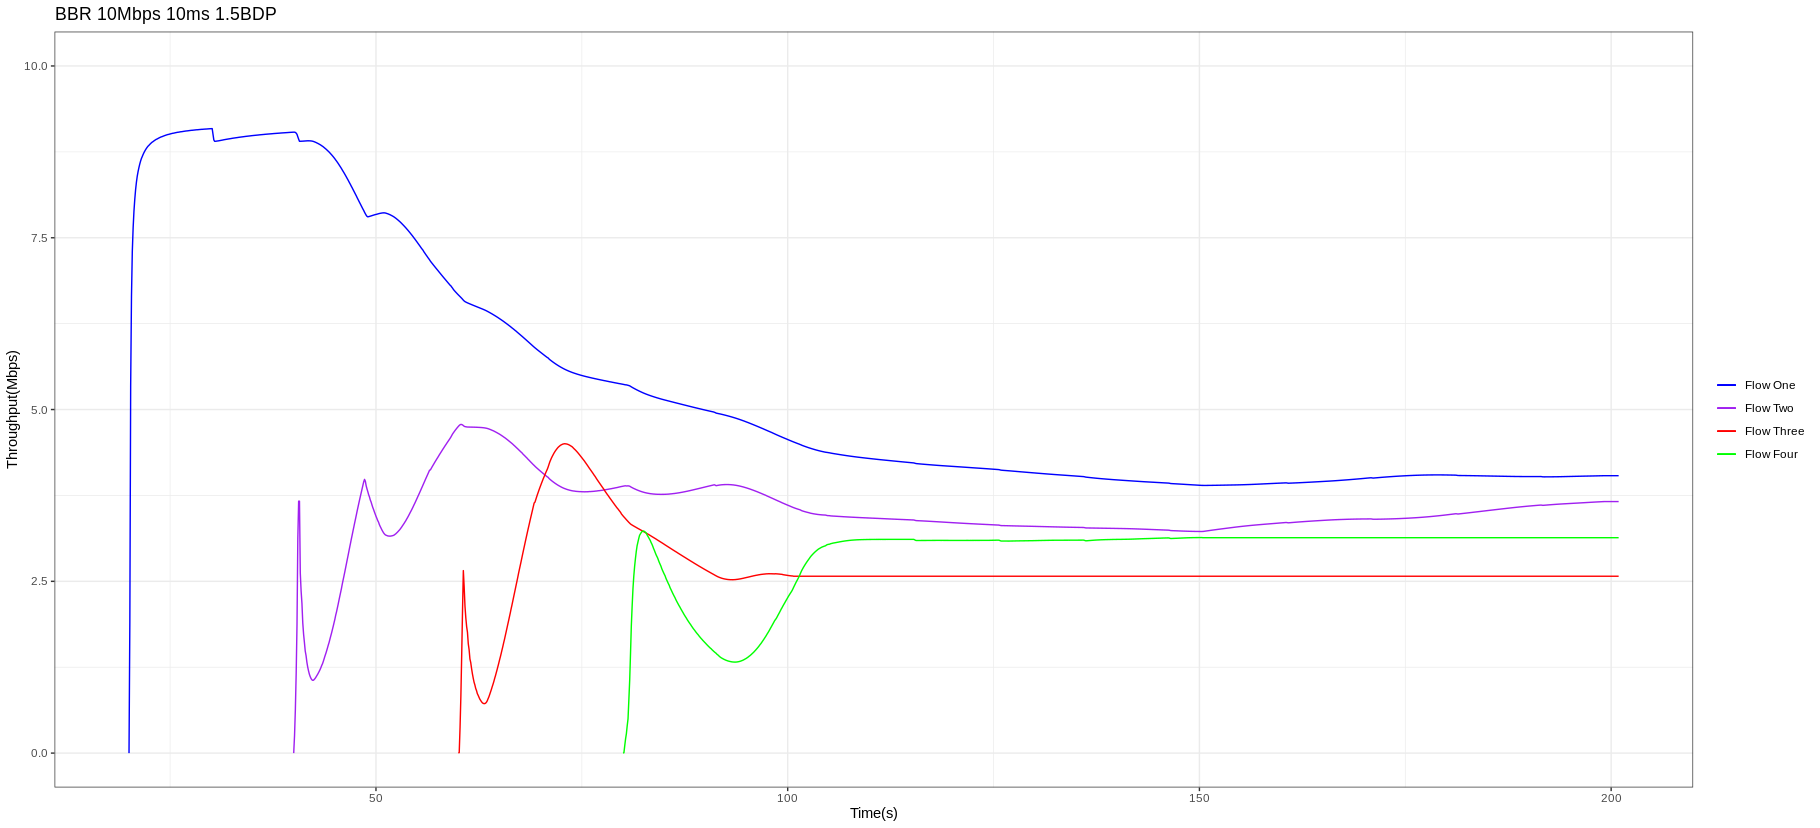 BBR 10Mbps 10ms 1.5BDP
Throughput(Mbps)
10.0
7.5
5.0
2.5
0.0
50
100
150
200
Time(s)
Flow One
Flow Two
Flow Three
Flow Four